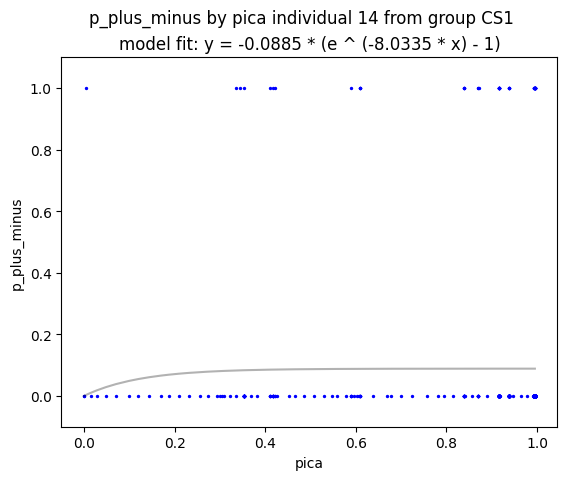 p_plus_minus by pica individual 14 from group CS1
model fit: y = -0.0885 * (e ^ (-8.0335 * x) - 1)
1.0
0.8
0.6
0.4
0.2
0.0
p_plus_minus
0.0 0.2 0.4 0.6 0.8 1.0
pica